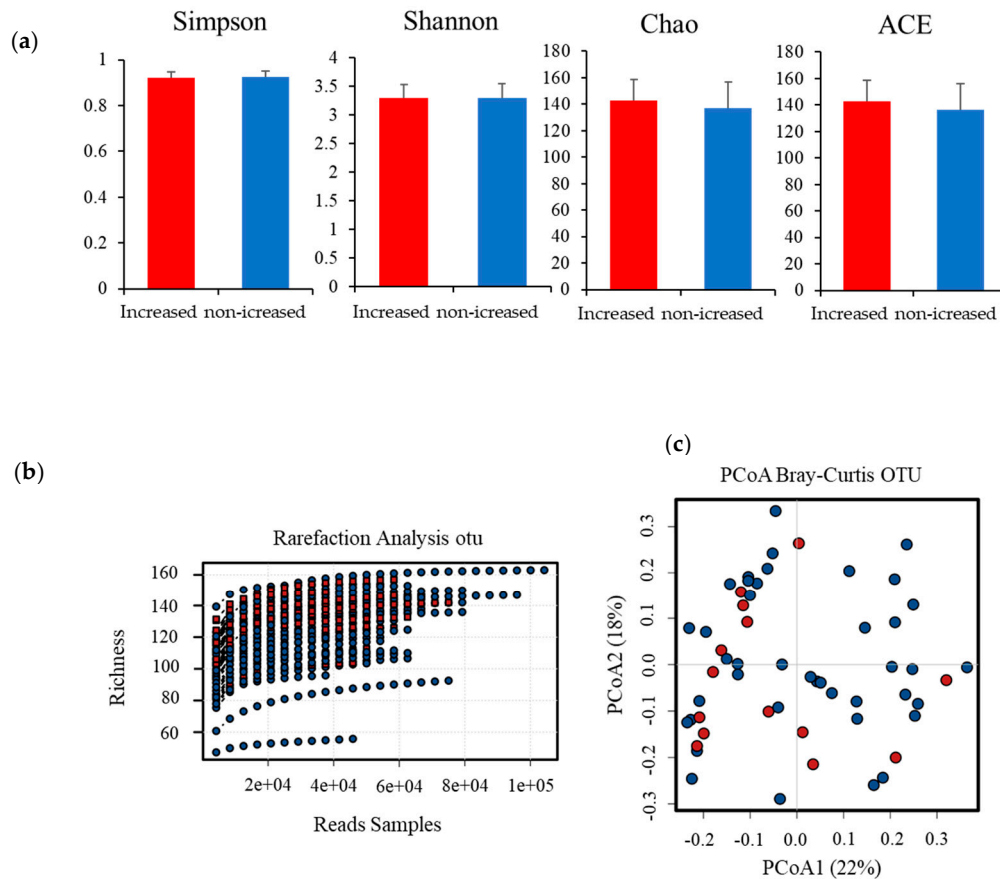 (a)
Simpson
Shannon
Chao
ACE
1
0.8
0.6
0.4
0.2
0
Increased non-icreased
4
3.5
3
2.5
2
1.5
1
0.5
0
Increased non-icreased
180
160
140
120
100
80
60
40
20
0
Increased non-icreased
180
160
140
120
100
80
60
40
20
0
Increased non-icreased
(b)
Rarefaction Analysis otu
Richness
160
140
120
100
80
60
2e+04
4e+04
6e+04
8e+04
1e+05
Reads Samples
(c)
PCoA Bray-Curtis OTU
PCoA2 (18%)
0.3
0.2
0.1
0.0
-0.1
-0.2
-0.3
-0.2
-0.1
0.0
0.1
0.2
0.3
PCoA1 (22%)